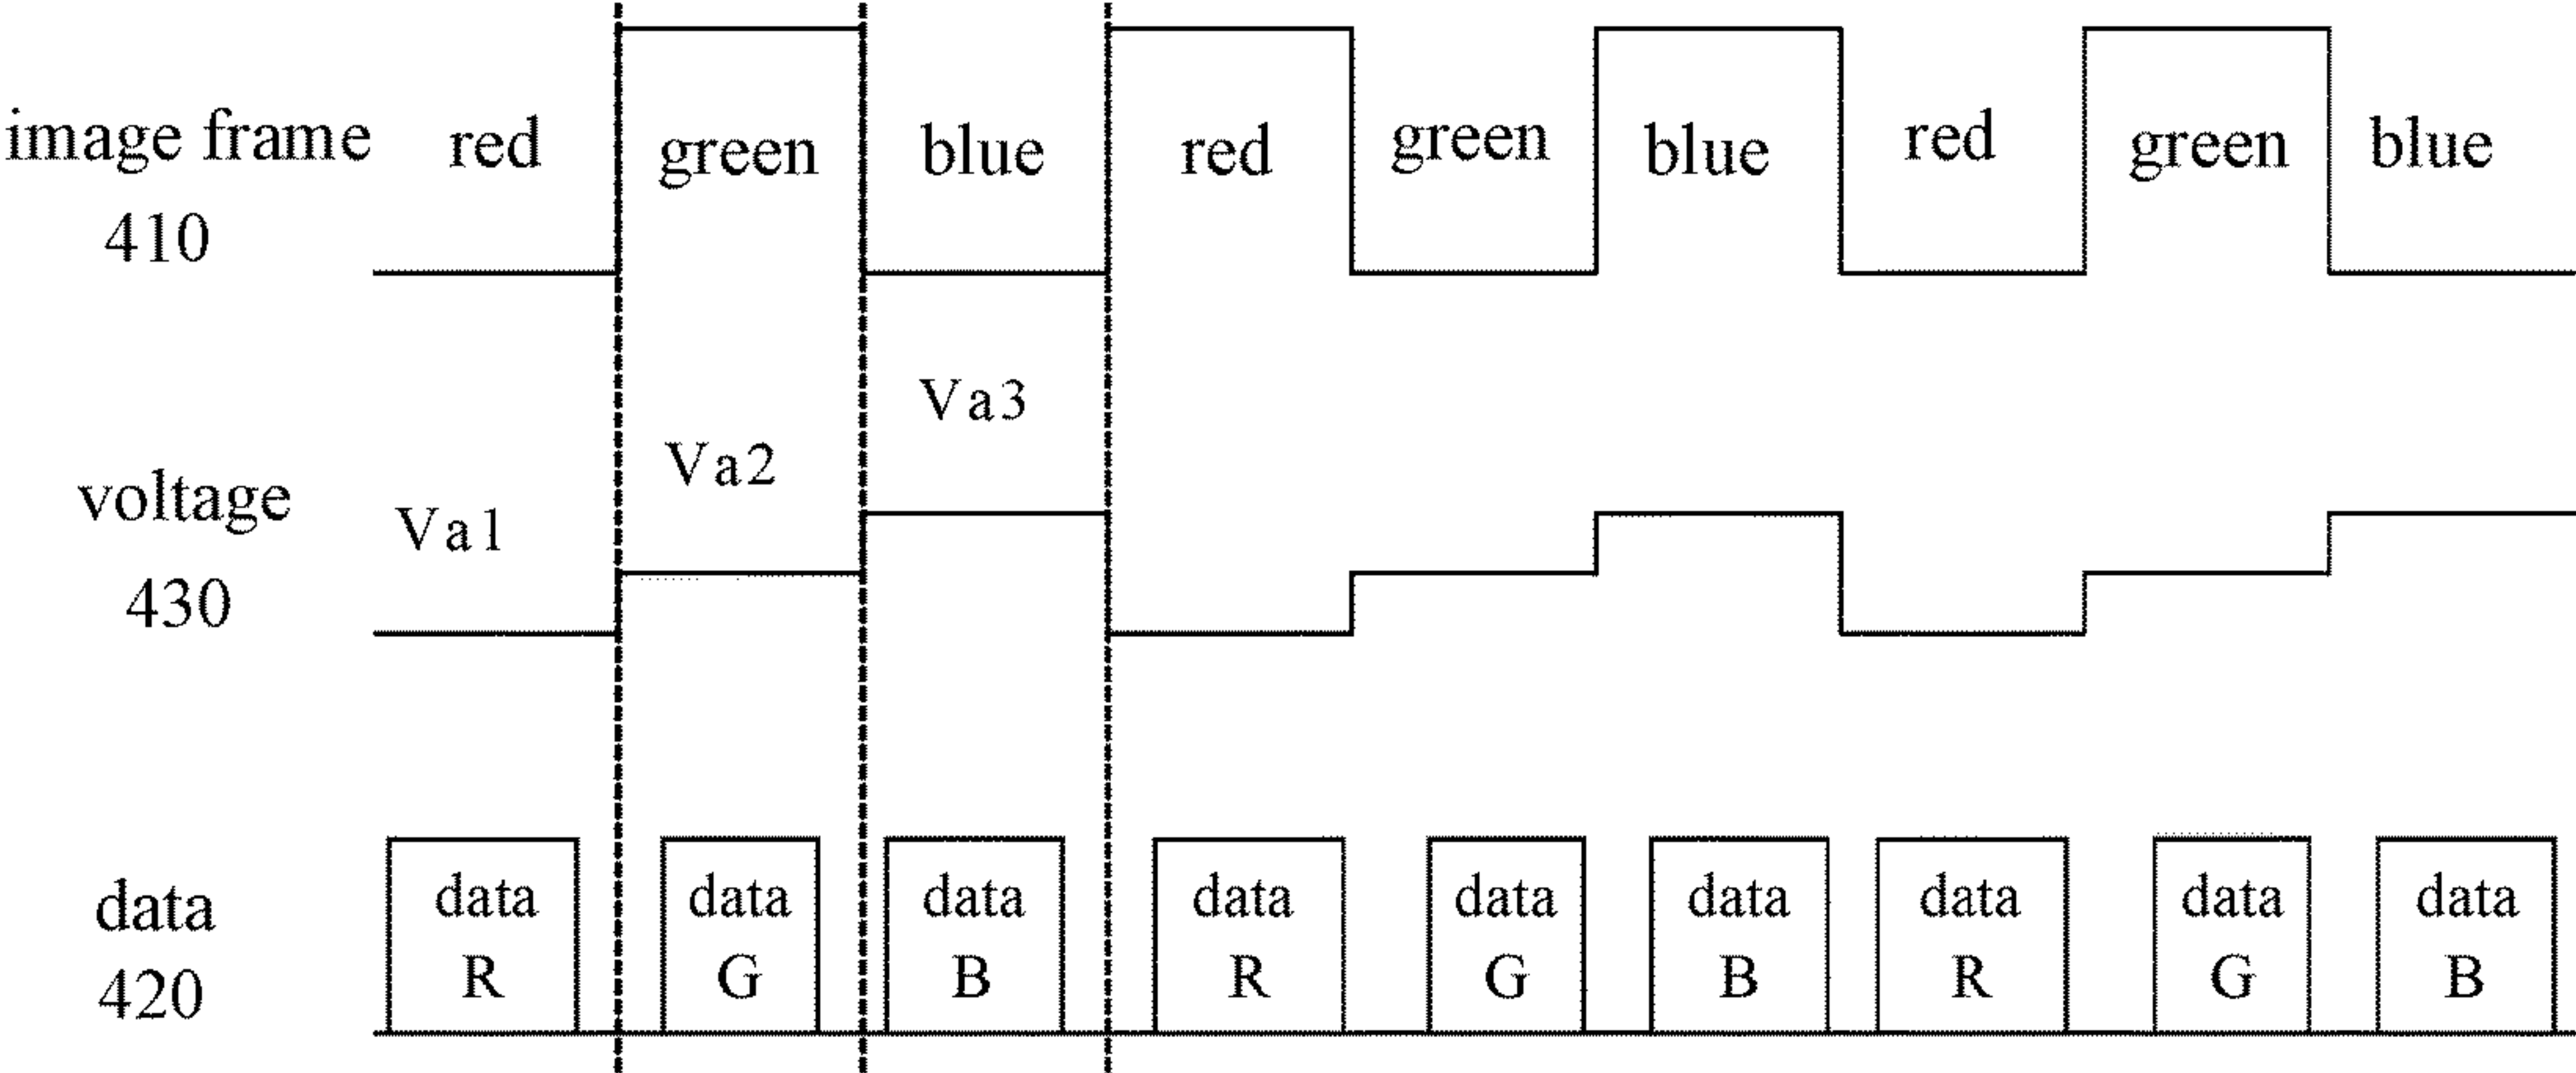 image frame
410
red green blue red green blue red green blue
voltage
430
Va1 Va2 Va3
data
420
data data data data data data data data data
R G B R G B R G B